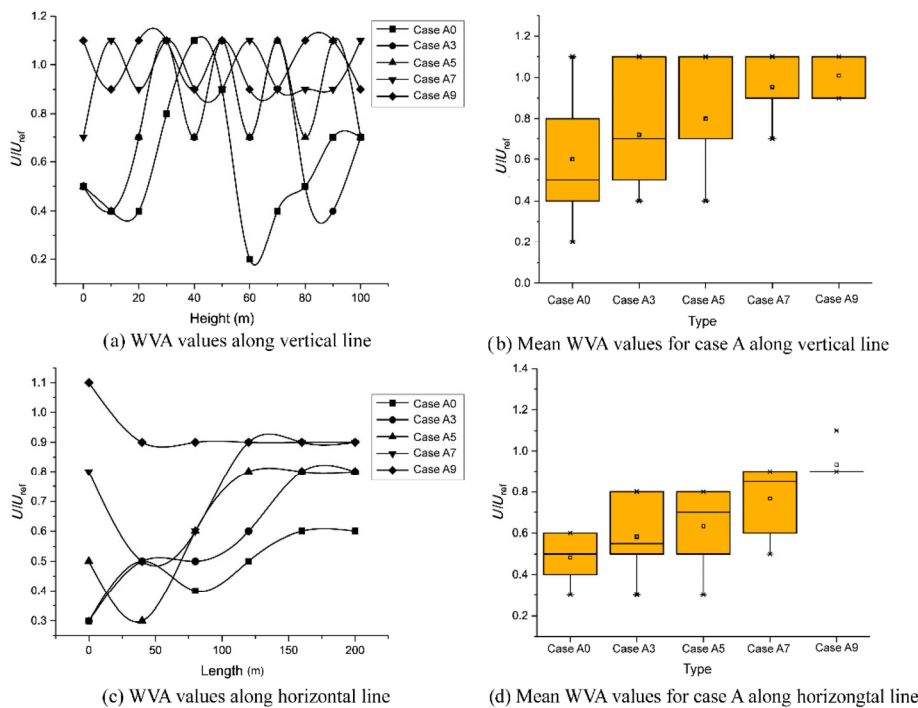 1.2
1.0
0.8
0.6
0.4
0.2
U/Uref
0 20 40 60 80 100
Height (m)
Case A0
Case A3
Case A5
Case A7
Case A9
(a) WVA values along vertical line
1.2
1.0
0.8
0.6
0.4
0.2
0.0
U/Uref
Case A0 Case A3 Case A5 Case A7 Case A9
Type
(b) Mean WVA values for case A along vertical line
1.1
1.0
0.9
0.8
0.7
0.6
0.5
0.4
0.3
U/Uref
0 50 100 150 200
Length (m)
Case A0
Case A3
Case A5
Case A7
Case A9
(c) WVA values along horizontal line
1.4
1.2
1.0
0.8
0.6
0.4
0.2
U/Uref
Case A0 Case A3 Case A5 Case A7 Case A9
Type
(d) Mean WVA values for case A along horizongtal line